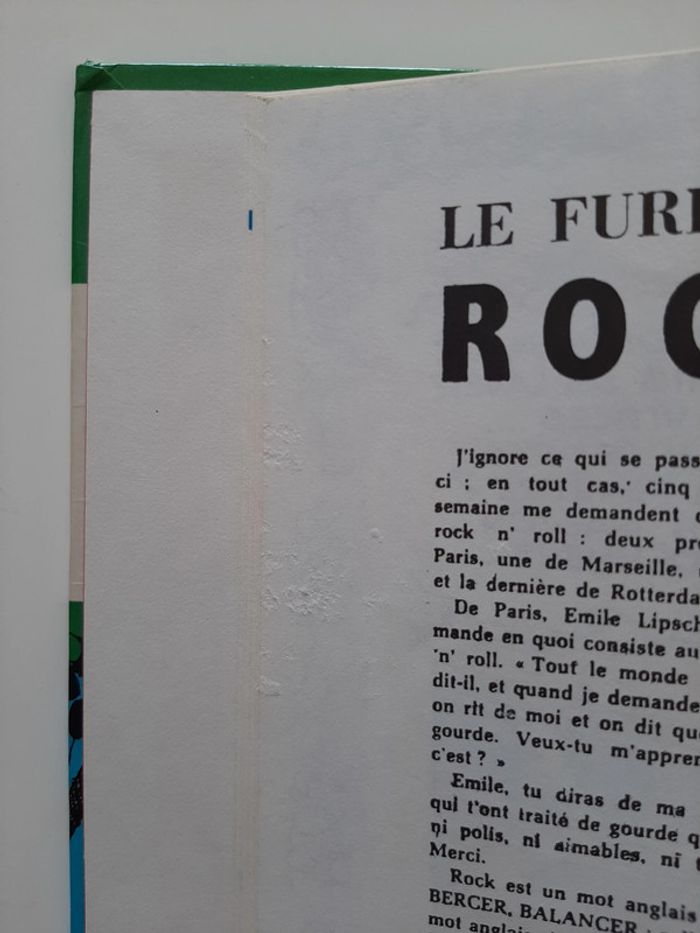 LE FUR
ROC
J'ignore ce qui se pass
ci ; en tout cas, cinq
semaine me demandent
rock n' roll : deux pr
Paris, une de Marseille,
et la dernière de Rotterda
De Paris, Emile Lipsch
mande en quoi consiste au
'n' roll. « Tout le monde
dit-il, et quand je demande
on rit de moi et on dit que
gourde. Veux-tu m'appren
c'est ? »
Emile, tu diras de ma
qui t'ont traité de gourde q
ni polis, ni aimables, ni
Merci.
Rock est un mot anglais
BERCER, BALANCER
mot anglais